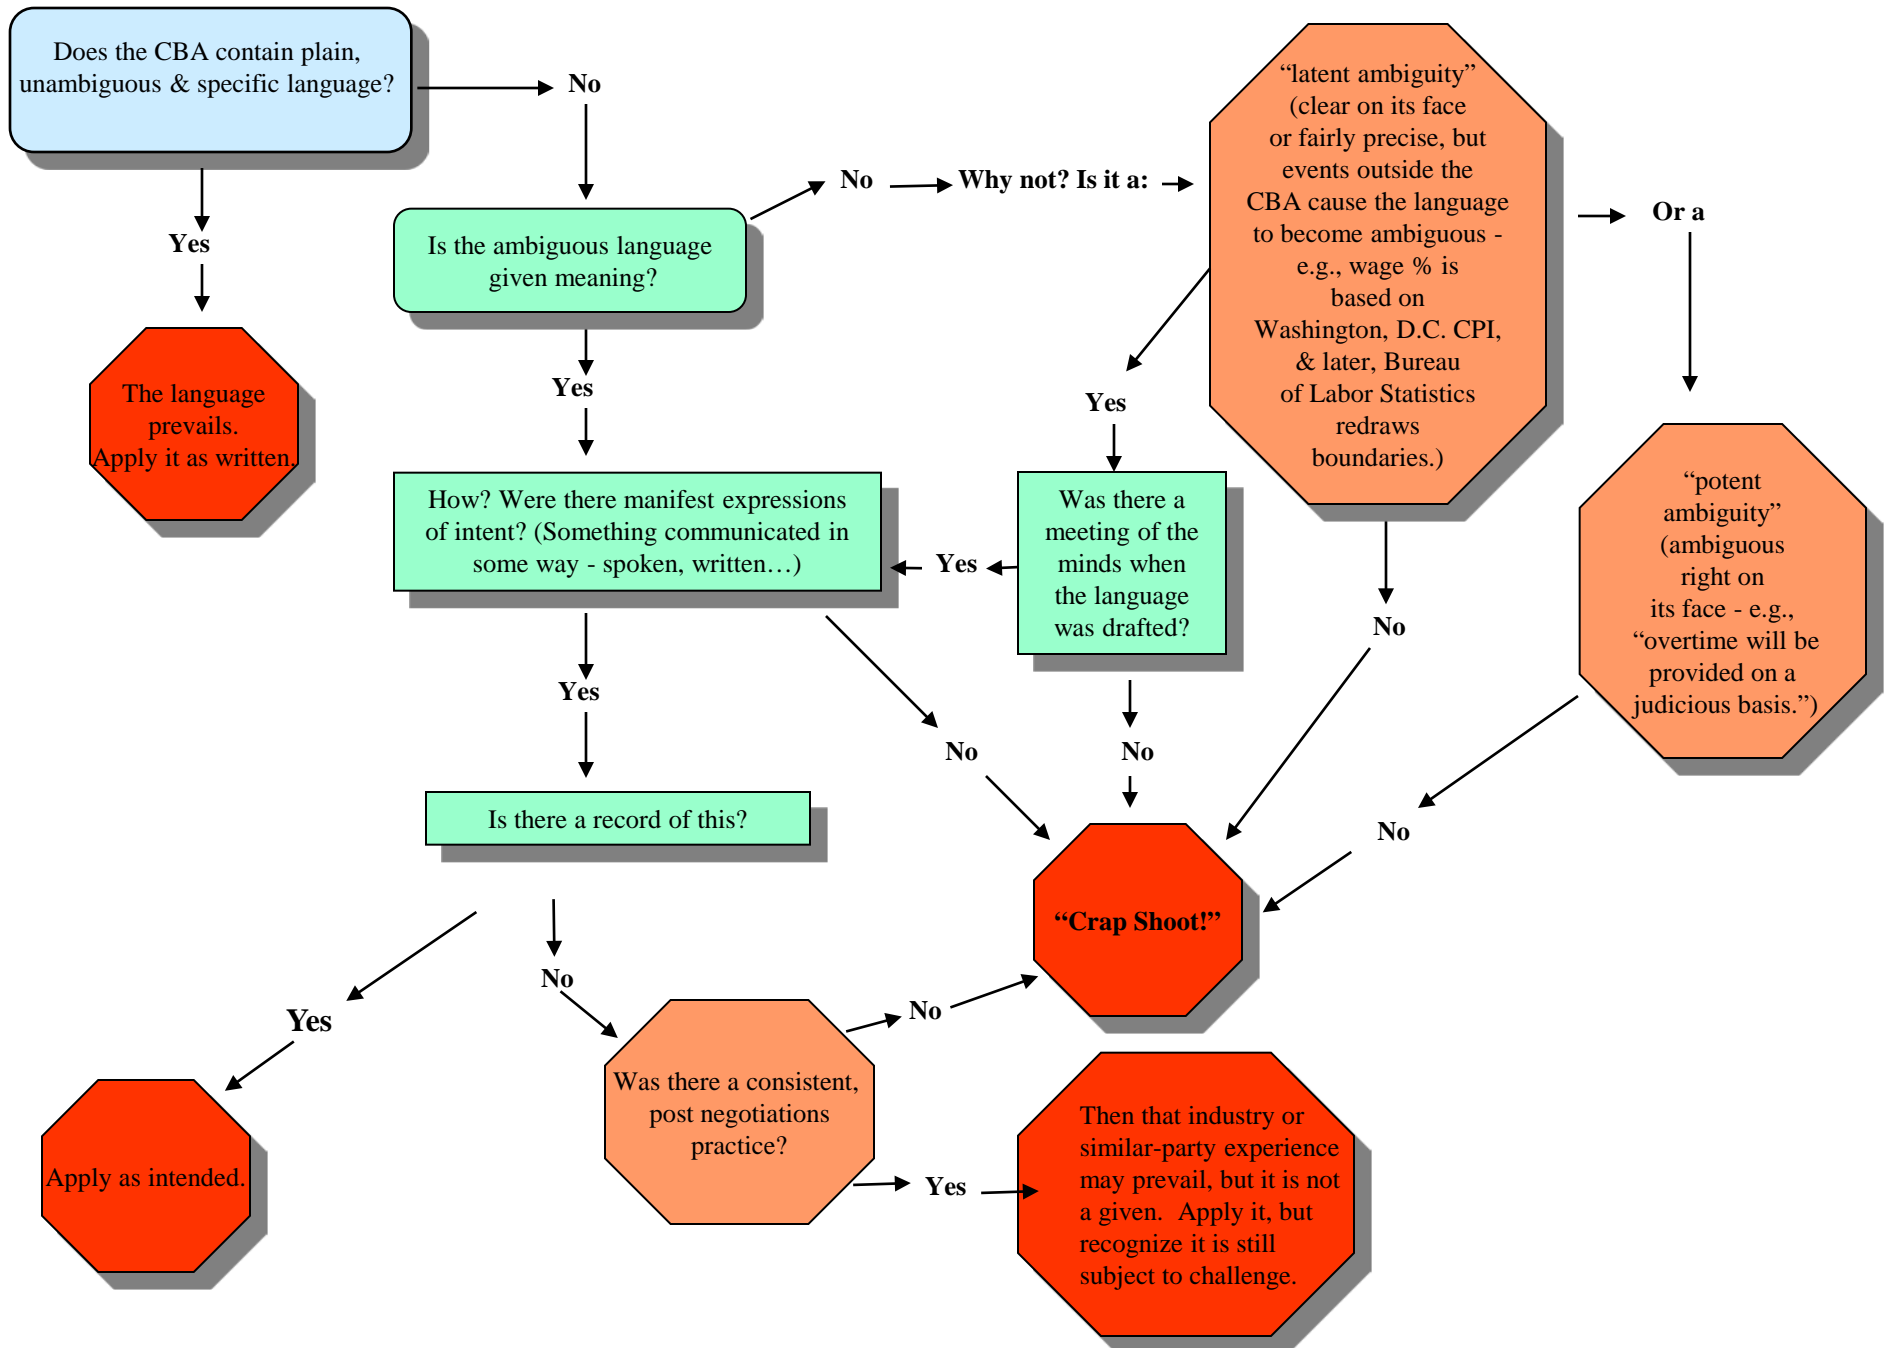 Does the CBA contain plain,
unambiguous & specific language?
No
Yes
The language
prevails.
Apply it as written.
Is the ambiguous language
given meaning?
No
Why not? Is it a:
“latent ambiguity”
(clear on its face
or fairly precise, but
events outside the
CBA cause the language
to become ambiguous -
e.g., wage % is
based on
Washington, D.C. CPI,
& later, Bureau
of Labor Statistics
redraws
boundaries.)
Or a
“potent
ambiguity”
(ambiguous
right on
its face - e.g.,
“overtime will be
provided on a
judicious basis.”)
Yes
Yes
How? Were there manifest expressions
of intent? (Something communicated in
some way - spoken, written…)
Yes
Was there a
meeting of the
minds when
the language
was drafted?
No
Yes
No
No
No
Is there a record of this?
“Crap Shoot!”
No
Yes
No
Was there a consistent,
post negotiations
practice?
Yes
Apply as intended.
Then that industry or
similar-party experience
may prevail, but it is not
a given.  Apply it, but
recognize it is still
subject to challenge.